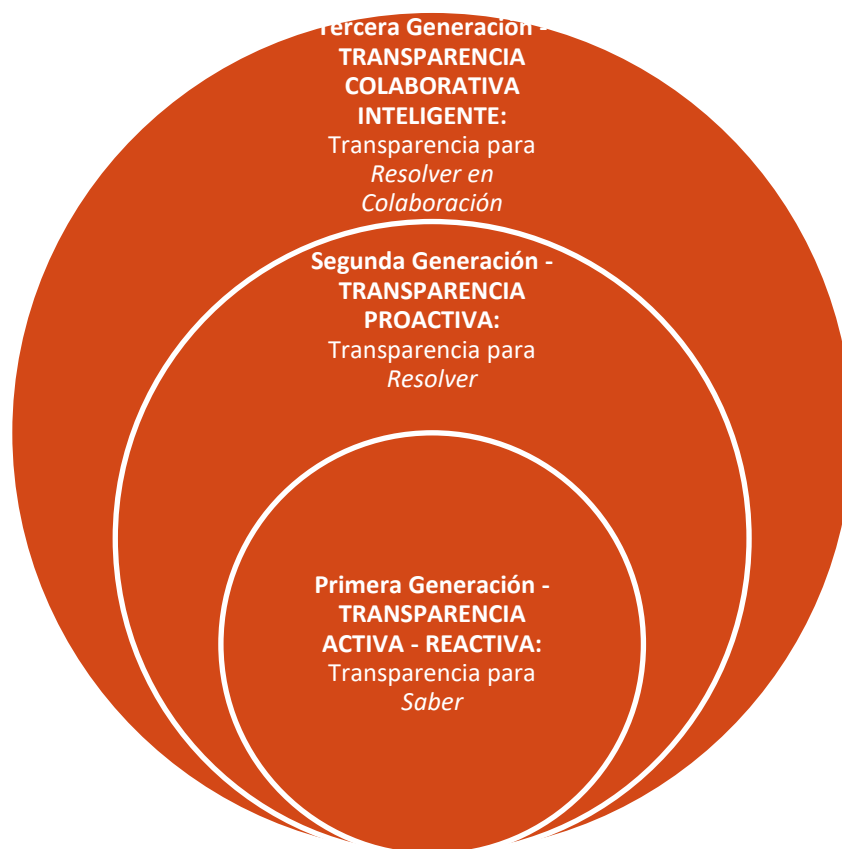 Tercera Generación -
TRANSPARENCIA
COLABORATIVA
INTELIGENTE:
Transparencia para
Resolver en
Colaboración
Segunda Generación -
TRANSPARENCIA
PROACTIVA:
Transparencia para
Resolver
Primera Generación -
TRANSPARENCIA
ACTIVA - REACTIVA:
Transparencia para
Saber